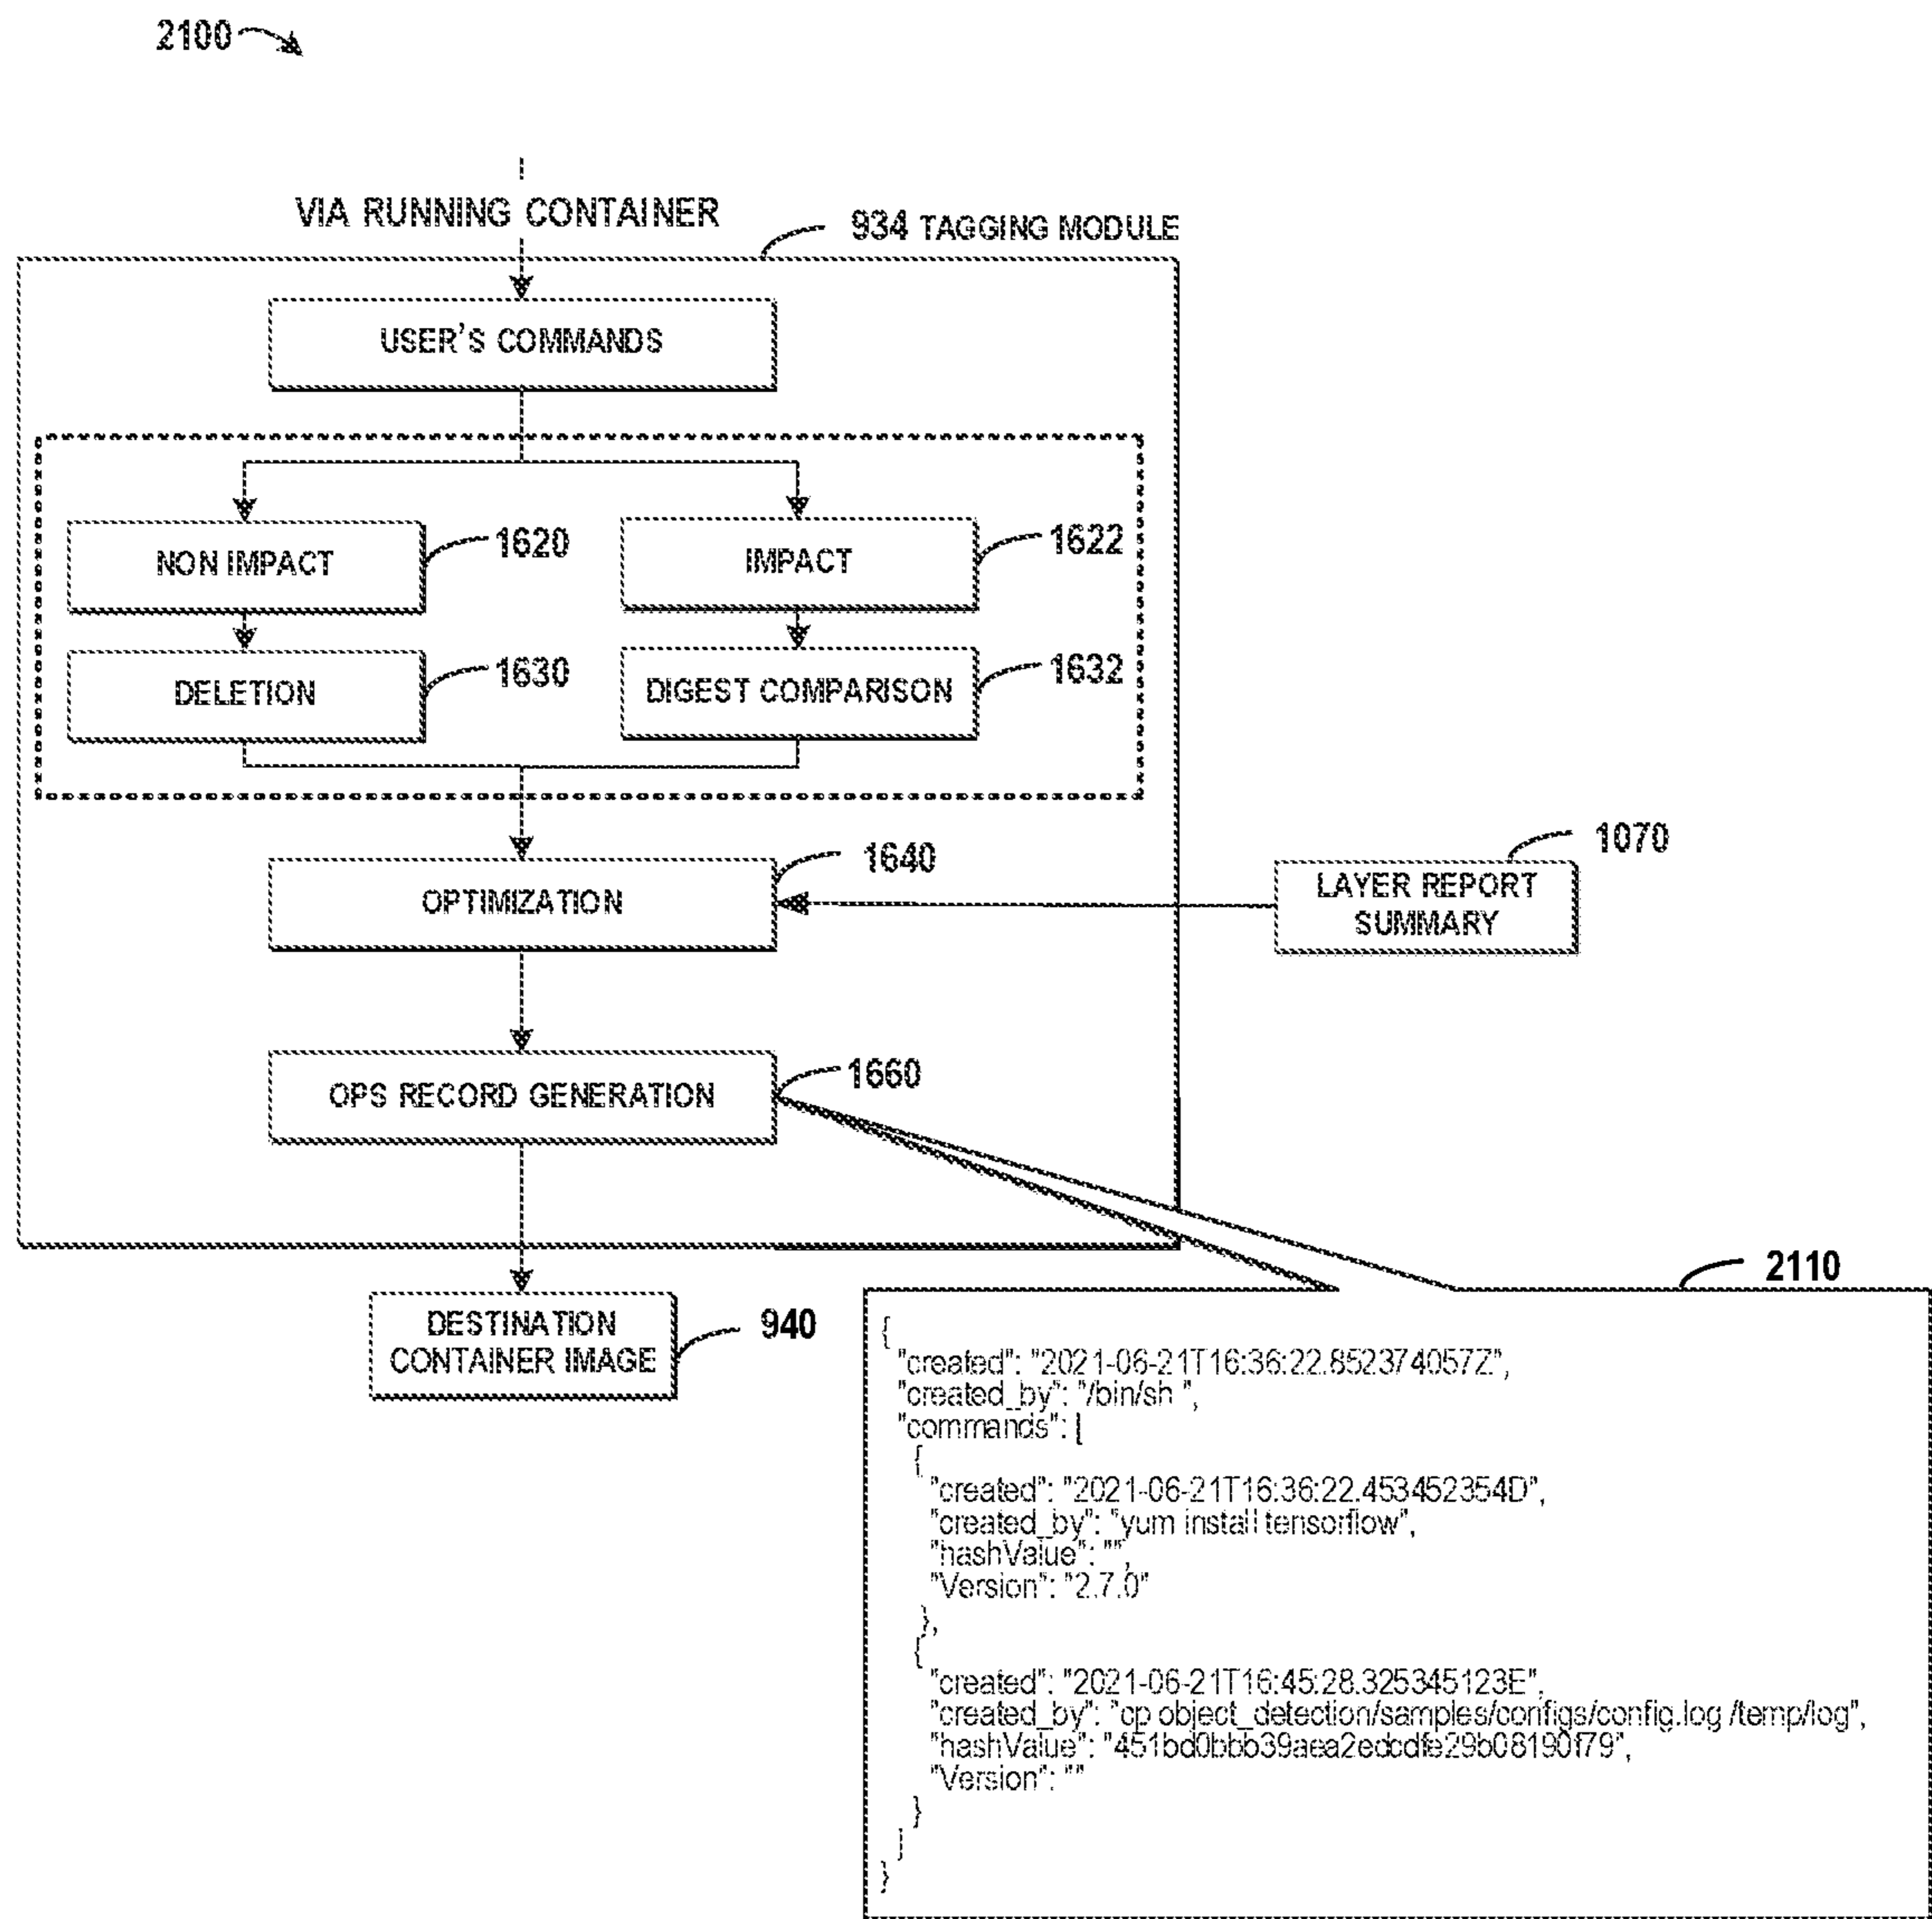 2100
VIA RUNNING CONTAINER
934 TAGGING MODULE
USER'S COMMANDS
NON IMPACT
1620
IMPACT
1622
DELETION
1630
DIGEST COMPARISON
1632
OPTIMIZATION
1640
LAYER REPORT
SUMMARY
1070
OPS RECORD GENERATION
1660
DESTINATION
CONTAINER IMAGE
940
2110
{
"created": "2021-06-21T16:36:22.852374057Z",
"created_by": "/bin/sh ",
"commands": [
{
"created": "2021-06-21T16:36:22.453452354D",
"created_by": "yum install tensorflow",
"hashValue": "",
"Version": "2.7.0"
},
{
"created": "2021-06-21T16:45:28.325345123E",
"created_by": "cp object_detection/samples/configs/config.log /temp/log",
"hashValue": "451bd0bbb39aea2edcdfe29b08190f79",
"Version": ""
}
]
}